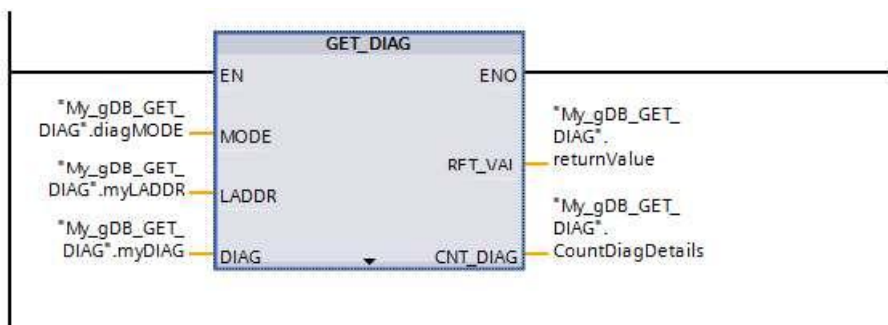 GET_DIAG
EN
ENO
"My_gDB_GET_
DIAG".diagMODE
MODE
"My_gDB_GET_
DIAG".
returnValue
RET_VAL
"My_gDB_GET_
DIAG".myLADDR
LADDR
"My_gDB_GET_
DIAG".myDIAG
DIAG
CNT_DIAG
"My_gDB_GET_
DIAG".
CountDiagDetails